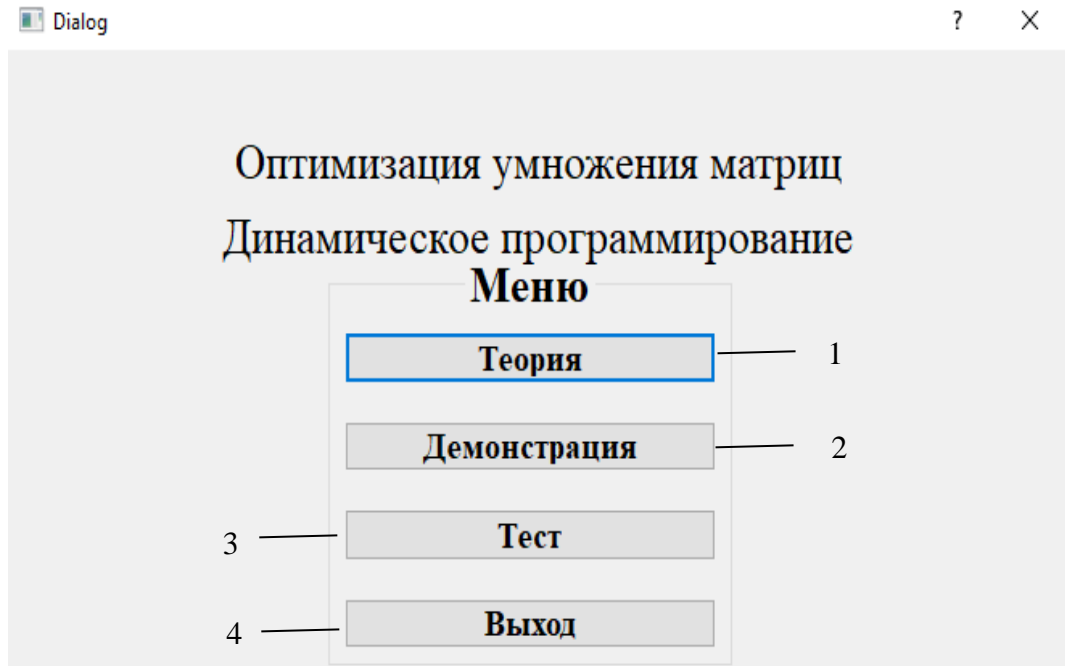 Dialog ?
Оптимизация умножения матриц
Динамическое программирование
Меню
Теория 1
Демонстрация 2
3 Тест
4 Выход